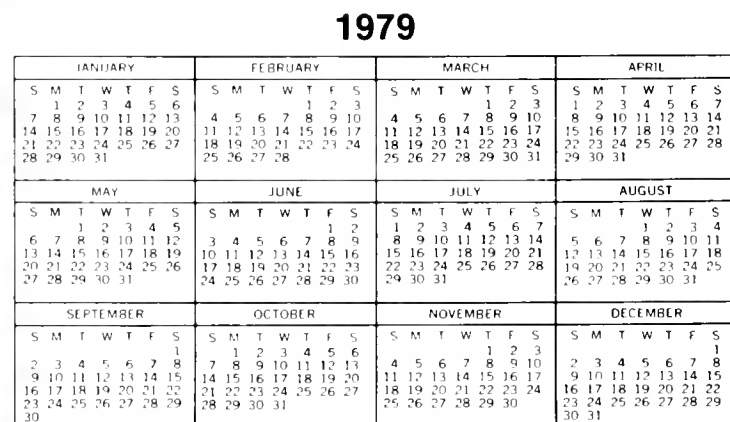 1979
JANUARY
S M T W T F S
1 2 3 4 5 6
7 8 9 10 11 12 13
14 15 16 17 18 19 20
21 22 23 24 25 26 27
28 29 30 31
FEBRUARY
S M T W T F S
1 2 3
4 5 6 7 8 9 10
11 12 13 14 15 16 17
18 19 20 21 22 23 24
25 26 27 28
MARCH
S M T W T F S
1 2 3
4 5 6 7 8 9 10
11 12 13 14 15 16 17
18 19 20 21 22 23 24
25 26 27 28 29 30 31
APRIL
S M T W T F S
1 2 3 4 5 6 7
8 9 10 11 12 13 14
15 16 17 18 19 20 21
22 23 24 25 26 27 28
29 30 31
MAY
S M T W T F S
1 2 3 4 5
6 7 8 9 10 11 12
13 14 15 16 17 18 19
20 21 22 23 24 25 26
27 28 29 30 31
JUNE
S M T W T F S
1 2
3 4 5 6 7 8 9
10 11 12 13 14 15 16
17 18 19 20 21 22 23
24 25 26 27 28 29 30
JULY
S M T W T F S
1 2 3 4 5 6 7
8 9 10 11 12 13 14
15 16 17 18 19 20 21
22 23 24 25 26 27 28
29 30 31
AUGUST
S M T W T F S
1 2 3 4
5 6 7 8 9 10 11
12 13 14 15 16 17 18
19 20 21 22 23 24 25
26 27 28 29 30 31
SEPTEMBER
S M T W T F S
1
2 3 4 5 6 7 8
9 10 11 12 13 14 15
16 17 18 19 20 21 22
23 24 25 26 27 28 29
30
OCTOBER
S M T W T F S
1 2 3 4 5 6
7 8 9 10 11 12 13
14 15 16 17 18 19 20
21 22 23 24 25 26 27
28 29 30 31
NOVEMBER
S M T W T F S
1 2 3
4 5 6 7 8 9 10
11 12 13 14 15 16 17
18 19 20 21 22 23 24
25 26 27 28 29 30
DECEMBER
S M T W T F S
1
2 3 4 5 6 7 8
9 10 11 12 13 14 15
16 17 18 19 20 21 22
23 24 25 26 27 28 29
30 31